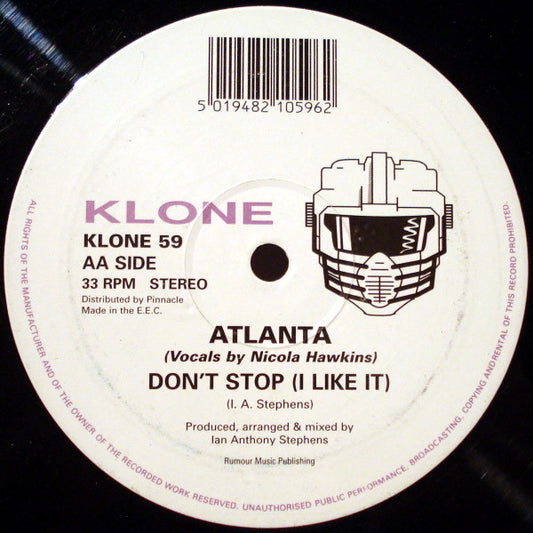 5 019482 105962
KLONE
KLONE 59
AA SIDE
33 RPM STEREO
Distributed by Pinnacle
Made in the E.E.C.
ATLANTA
(Vocals by Nicola Hawkins)
DON'T STOP (I LIKE IT)
(I. A. Stephens)
Produced, arranged & mixed by
Ian Anthony Stephens
Rumour Music Publishing
ALL RIGHTS OF THE MANUFACTURER AND OF THE OWNER OF THE RECORDED WORK RESERVED. UNAUTHORISED PUBLIC PERFORMANCE, BROADCASTING, COPYING AND RENTAL OF THIS RECORD PROHIBITED.